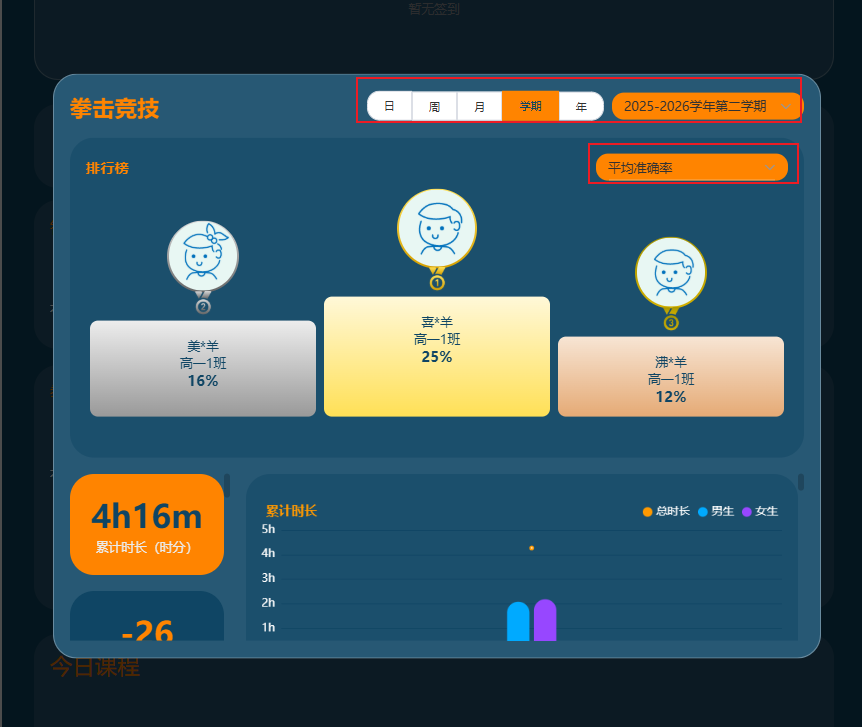 暂无签到
拳击竞技
日 周 月 学期 年 2025-2026学年第二学期
排行榜
平均准确率
1
2
3
美*羊
高一1班
16%
喜*羊
高一1班
25%
沸*羊
高一1班
12%
4h16m
累计时长（时分）
-26
累计时长
总时长 男生 女生
5h
4h
3h
2h
1h
今日课程